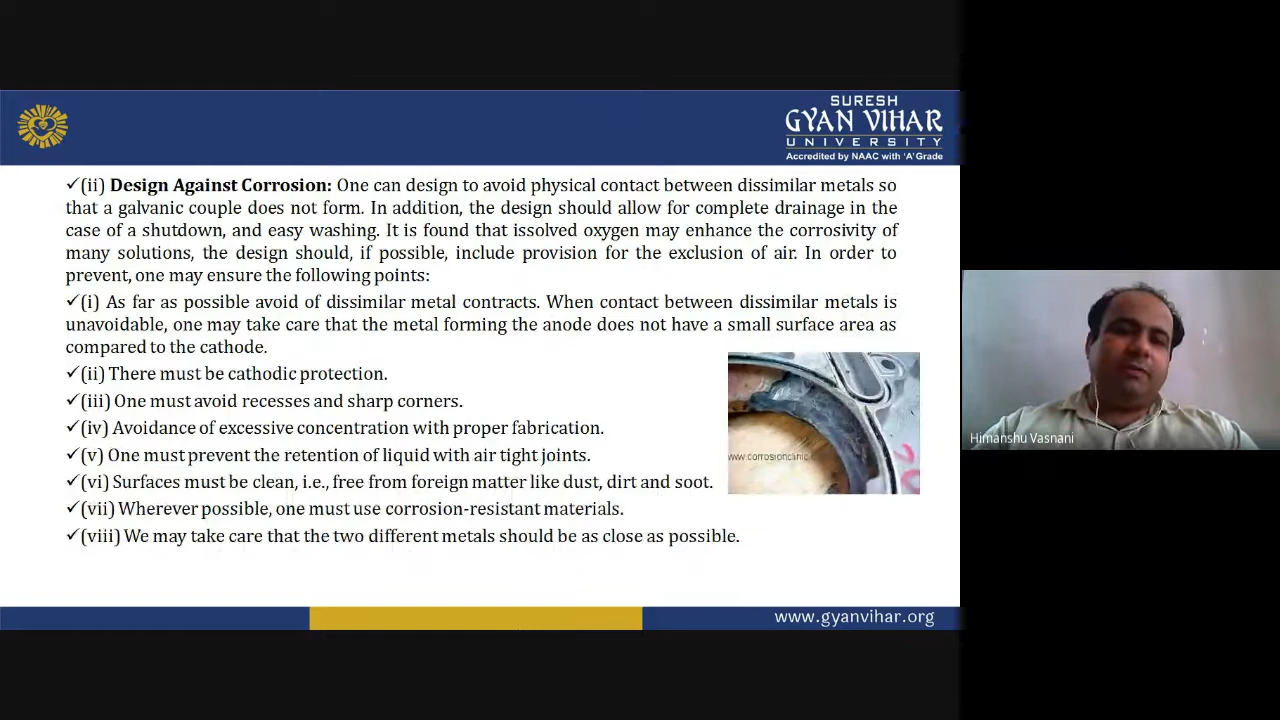 SURESH
GYAN VIHAR
UNIVERSITY
Accredited by NAAC with 'A' Grade
✓(ii) Design Against Corrosion: One can design to avoid physical contact between dissimilar metals so
that a galvanic couple does not form. In addition, the design should allow for complete drainage in the
case of a shutdown, and easy washing. It is found that issolved oxygen may enhance the corrosivity of
many solutions, the design should, if possible, include provision for the exclusion of air. In order to
prevent, one may ensure the following points:
✓(i) As far as possible avoid of dissimilar metal contracts. When contact between dissimilar metals is
unavoidable, one may take care that the metal forming the anode does not have a small surface area as
compared to the cathode.
✓(ii) There must be cathodic protection.
✓(iii) One must avoid recesses and sharp corners.
✓(iv) Avoidance of excessive concentration with proper fabrication.
✓(v) One must prevent the retention of liquid with air tight joints.
✓(vi) Surfaces must be clean, i.e., free from foreign matter like dust, dirt and soot.
✓(vii) Wherever possible, one must use corrosion-resistant materials.
✓(viii) We may take care that the two different metals should be as close as possible.
www.corrosionclinic
Himanshu Vasnani
www.gyanvihar.org